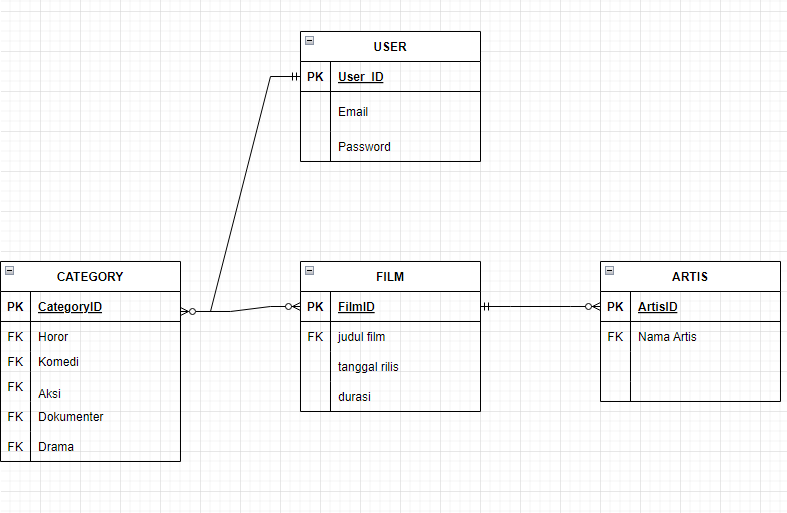 USER
PK User_ID
Email
Password
CATEGORY
PK CategoryID
FK Horor
FK Komedi
FK Aksi
FK Dokumenter
FK Drama
FILM
PK FilmID
FK judul film
tanggal rilis
durasi
ARTIS
PK ArtisID
FK Nama Artis